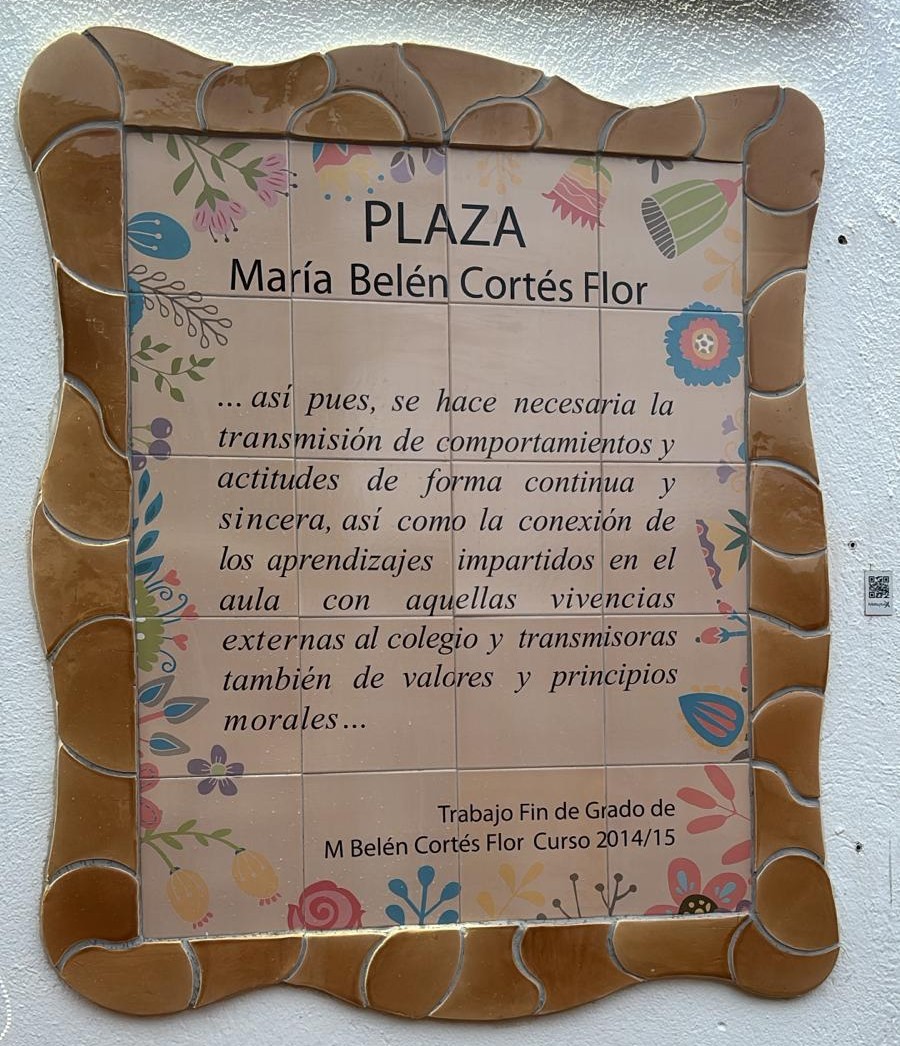 PLAZA
María Belén Cortés Flor
... así pues, se hace necesaria la
transmisión de comportamientos y
actitudes de forma continua y
sincera, así como la conexión de
los aprendizajes impartidos en el
aula con aquellas vivencias
externas al colegio y transmisoras
también de valores y principios
morales...
Trabajo Fin de Grado de
M Belén Cortés Flor Curso 2014/15